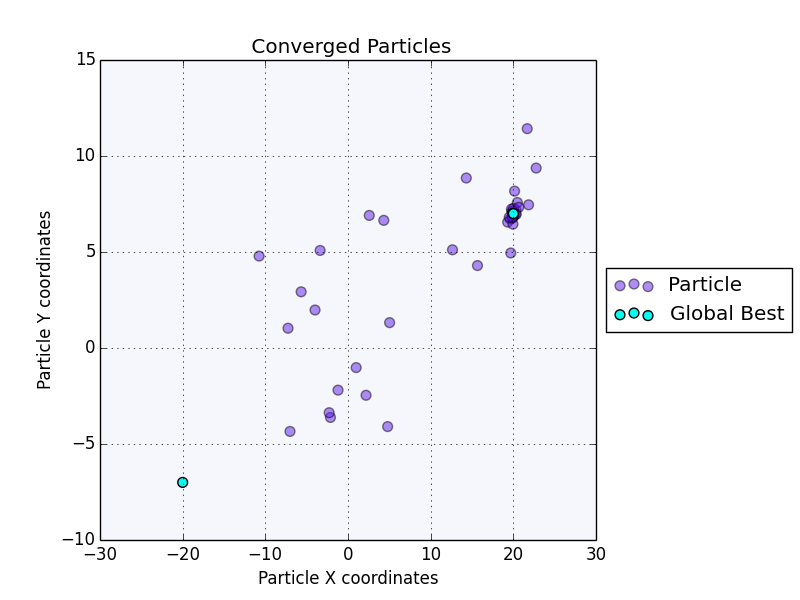 Converged Particles
15
10
5
0
−5
−10
−30
−20
−10
0
10
20
30
Particle X coordinates
Particle Y coordinates
Particle
Global Best